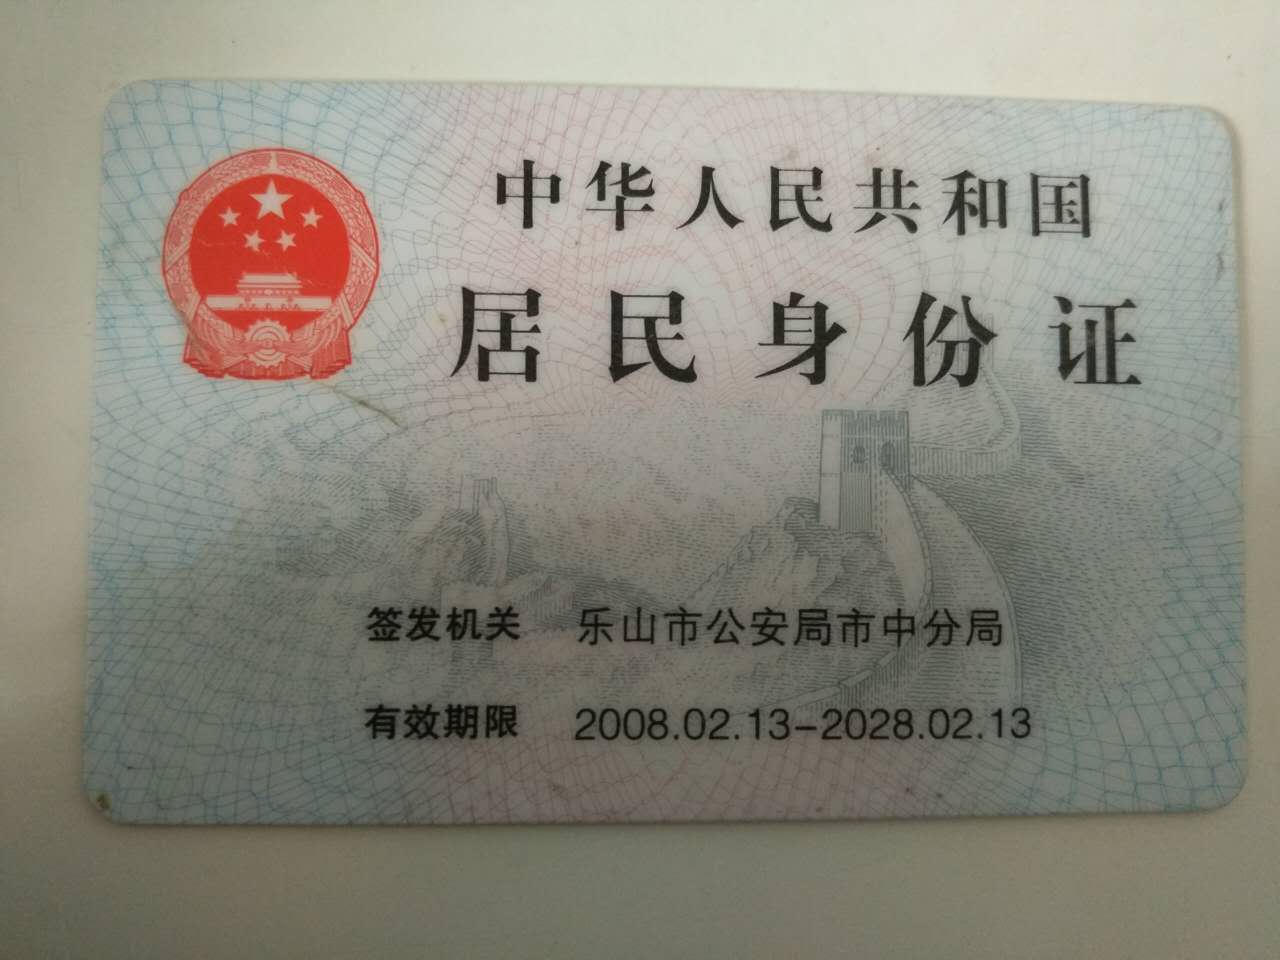 中华人民共和国
居民身份证
签发机关 乐山市公安局市中分局
有效期限 2008.02.13-2028.02.13